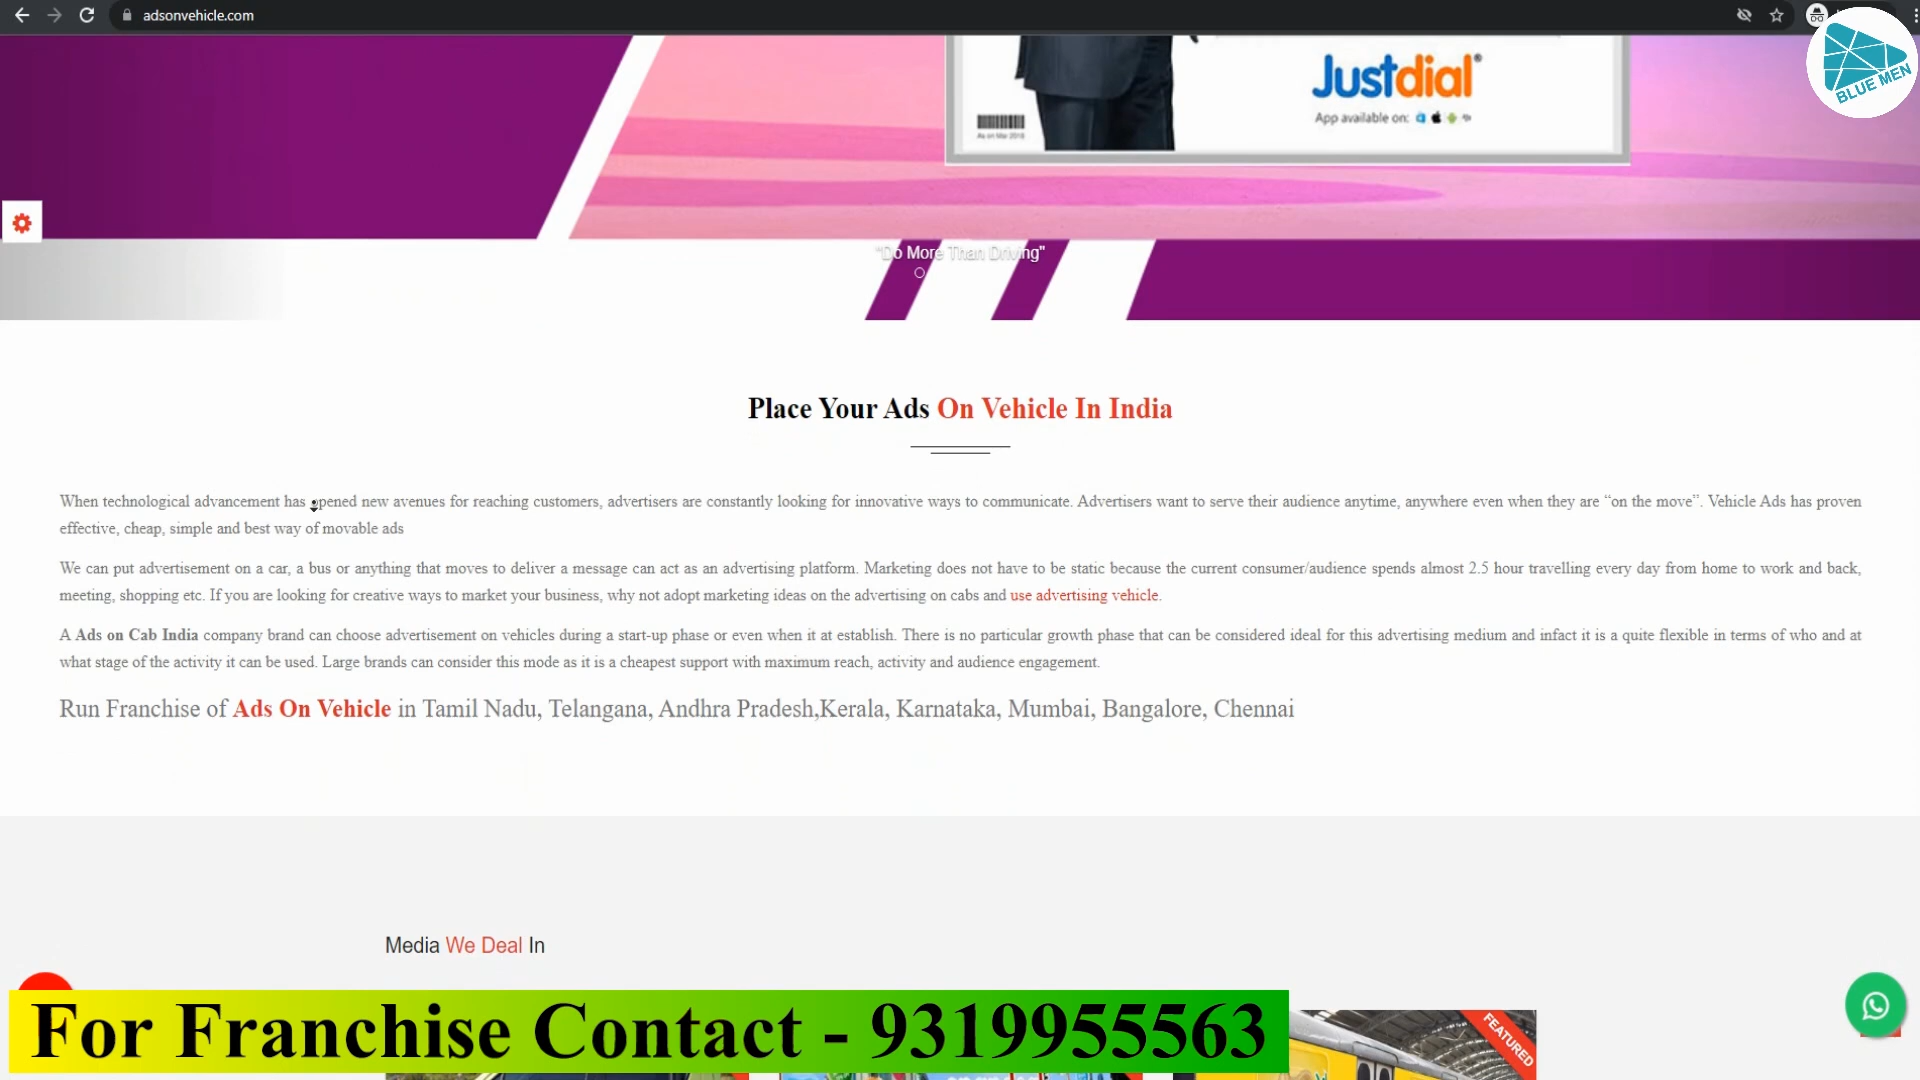 adsonvehicle.com
BLUE MEN
Justdial®
App available on:
As on Mar 2018
"Do More Than Driving"
Place Your Ads On Vehicle In India
When technological advancement has opened new avenues for reaching customers, advertisers are constantly looking for innovative ways to communicate. Advertisers want to serve their audience anytime, anywhere even when they are “on the move”. Vehicle Ads has proven
effective, cheap, simple and best way of movable ads
We can put advertisement on a car, a bus or anything that moves to deliver a message can act as an advertising platform. Marketing does not have to be static because the current consumer/audience spends almost 2.5 hour travelling every day from home to work and back,
meeting, shopping etc. If you are looking for creative ways to market your business, why not adopt marketing ideas on the advertising on cabs and use advertising vehicle.
A Ads on Cab India company brand can choose advertisement on vehicles during a start-up phase or even when it at establish. There is no particular growth phase that can be considered ideal for this advertising medium and infact it is a quite flexible in terms of who and at
what stage of the activity it can be used. Large brands can consider this mode as it is a cheapest support with maximum reach, activity and audience engagement.
Run Franchise of Ads On Vehicle in Tamil Nadu, Telangana, Andhra Pradesh,Kerala, Karnataka, Mumbai, Bangalore, Chennai
Media We Deal In
For Franchise Contact - 9319955563
FEATURED